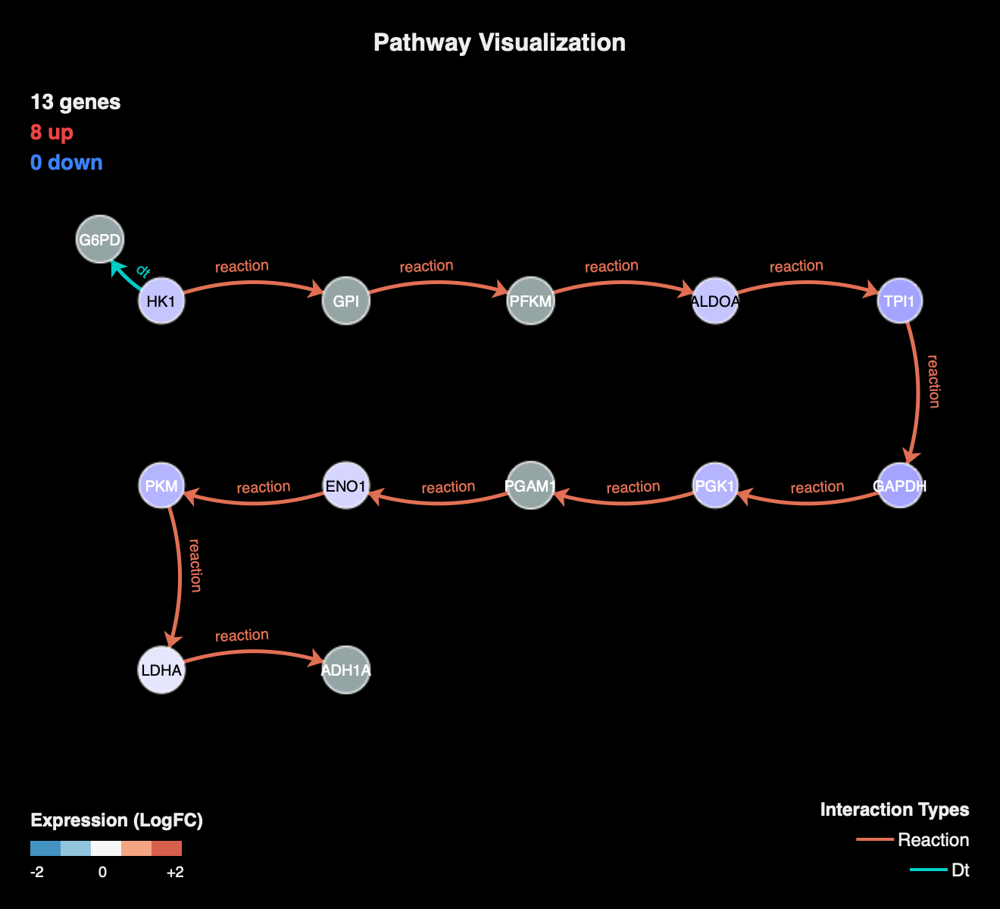 Pathway Visualization
13 genes
8 up
0 down
G6PD
dt
reaction
reaction
reaction
reaction
HK1
GPI
PFKM
ALDOA
TPI1
reaction
PKM
reaction
ENO1
reaction
PGAM1
reaction
PGK1
reaction
GAPDH
reaction
reaction
LDHA
ADH1A
Expression (LogFC)
-2
0
+2
Interaction Types
Reaction
Dt